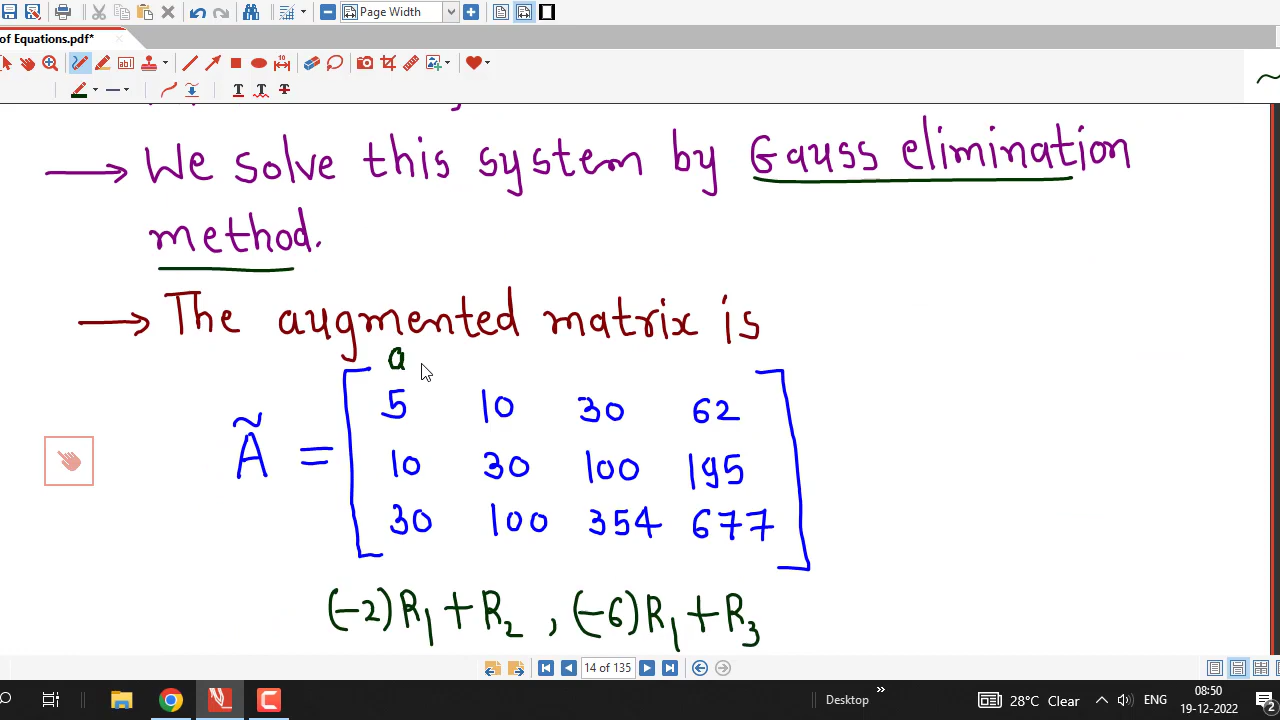 Page Width
of Equations.pdf*
10
→ We solve this system by Gauss elimination
method.
→ The augmented matrix is
a
Ã = [ 5 10 30 62
10 30 100 195
30 100 354 677 ]
(-2)R₁ + R₂ , (-6)R₁ + R₃
14 of 135
Desktop
28°C Clear
ENG
08:50
19-12-2022
2